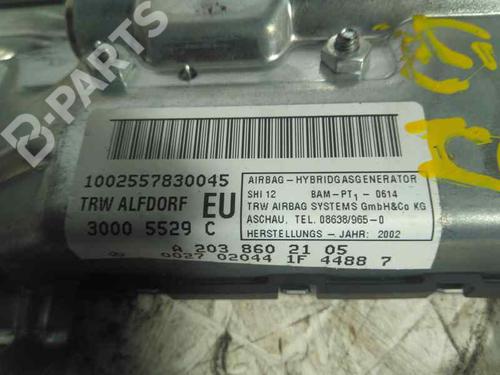 B-PARTS
1002557830045
TRW ALFDORF EU
3000 5529 C
AIRBAG-HYBRIDGASGENERATOR
SHI 12 BAM-PT1-0614
TRW AIRBAG SYSTEMS GmbH&Co KG
ASCHAU. TEL. 08638/965-0
HERSTELLUNGS - JAHR: 2002
A 203 860 21 05
0027 02044 1F 4488 7